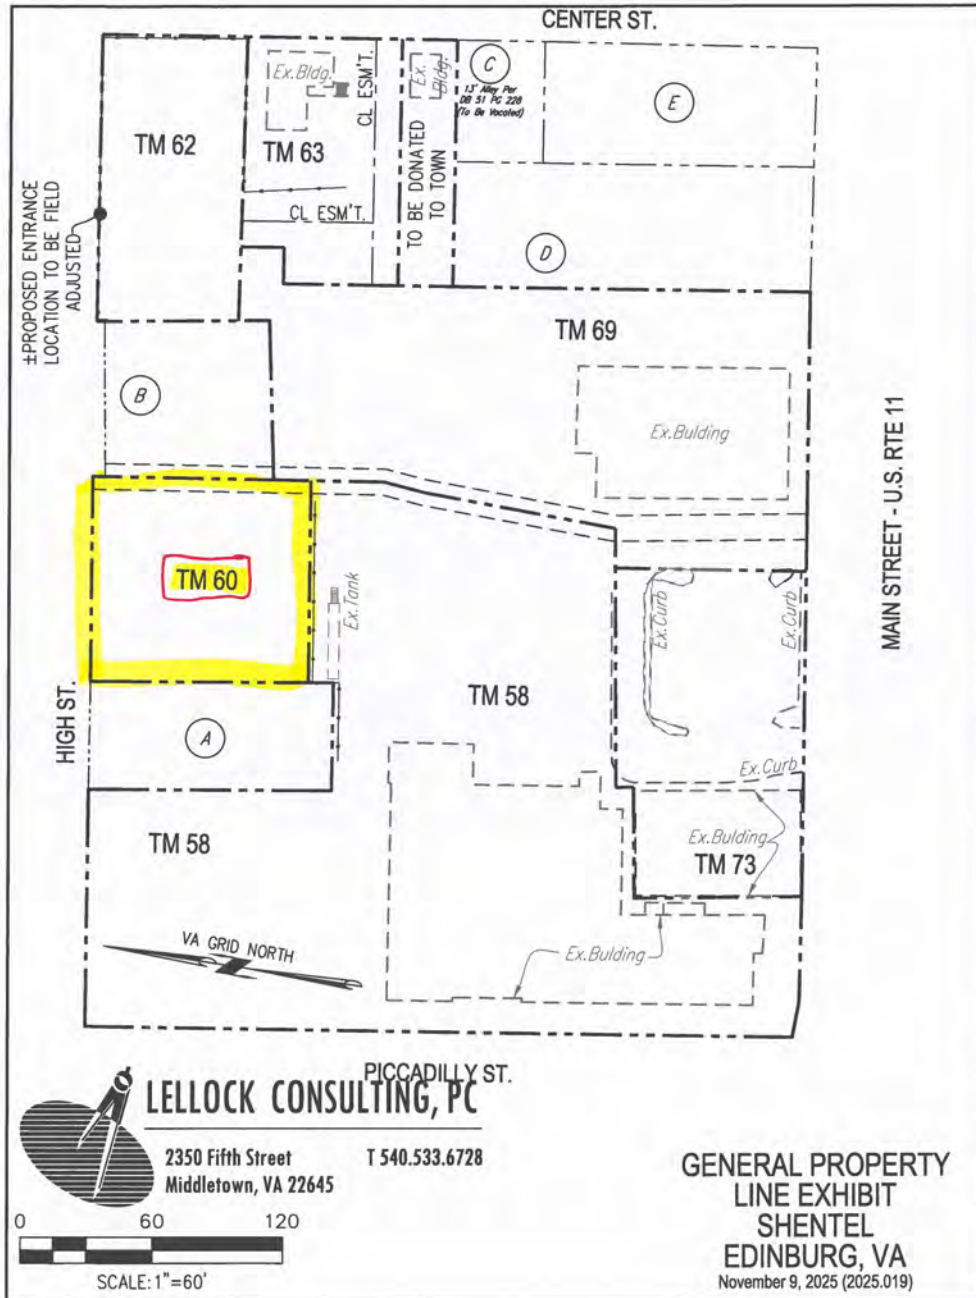 CENTER ST.
Ex.Bldg.
CL ESM'T.
Ex.
Bldg.
C
13' Alley Per
DB 51 PG 228
(To Be Vacated)
E
TM 62
TM 63
CL ESM'T.
TO BE DONATED
TO TOWN
D
±PROPOSED ENTRANCE
LOCATION TO BE FIELD
ADJUSTED
TM 69
B
Ex.Bulding
MAIN STREET - U.S. RTE 11
TM 60
Ex.Tank
Ex.Curb
Ex.Curb
HIGH ST.
A
TM 58
Ex.Curb
TM 58
Ex.Bulding
TM 73
VA GRID NORTH
Ex.Bulding
PICCADILLY ST.
LELLOCK CONSULTING, PC
2350 Fifth Street
T 540.533.6728
Middletown, VA 22645
0 60 120
SCALE: 1"=60'
GENERAL PROPERTY
LINE EXHIBIT
SHENTEL
EDINBURG, VA
November 9, 2025 (2025.019)